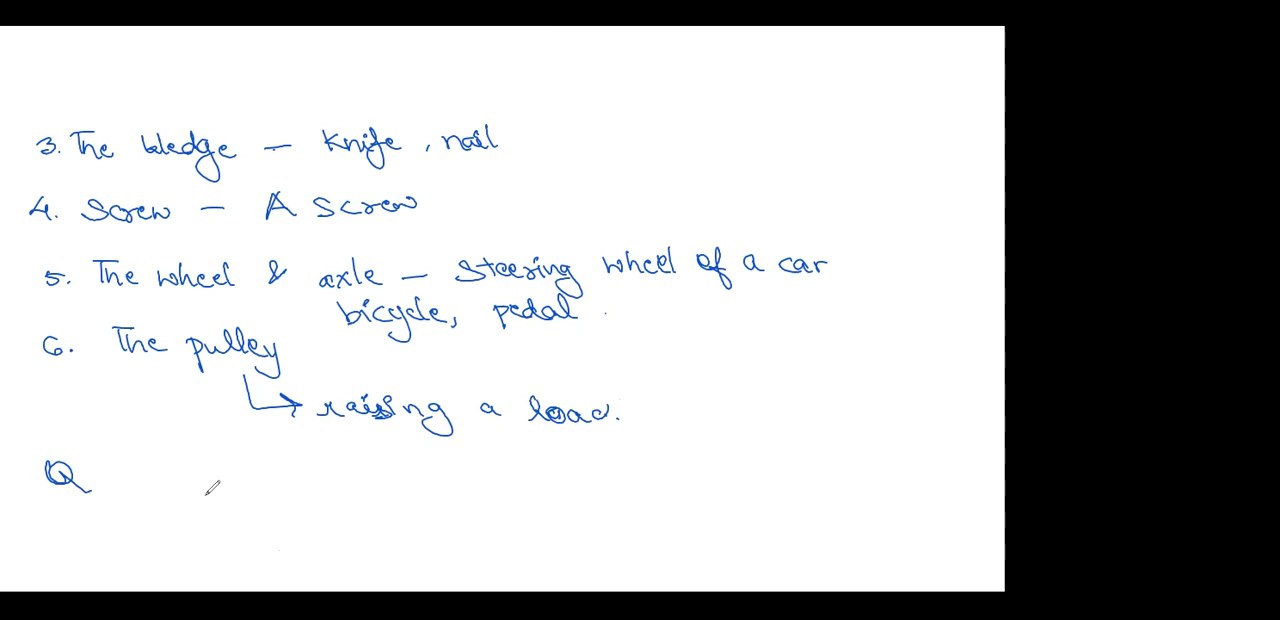 3. The Wedge - Knife, nail
4. Screw - A Screw
5. The wheel & axle - Steering wheel of a car
bicycle, pedal.
6. The pulley
↳ raising a load.
Q